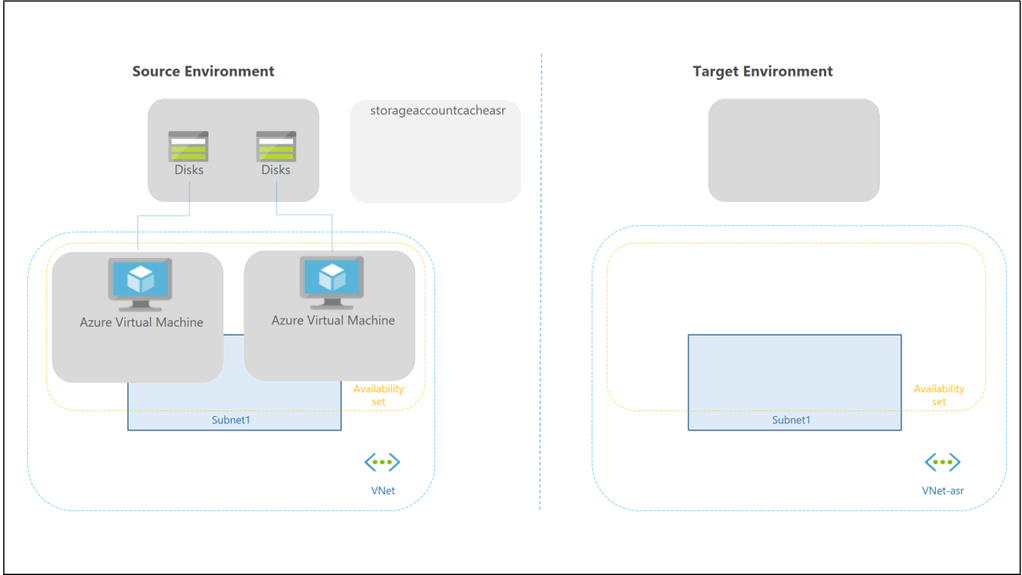 Source Environment
Target Environment
storageaccountcacheasr
Disks
Disks
Azure Virtual Machine
Azure Virtual Machine
Availability
set
Subnet1
VNet
Availability
set
Subnet1
VNet-asr